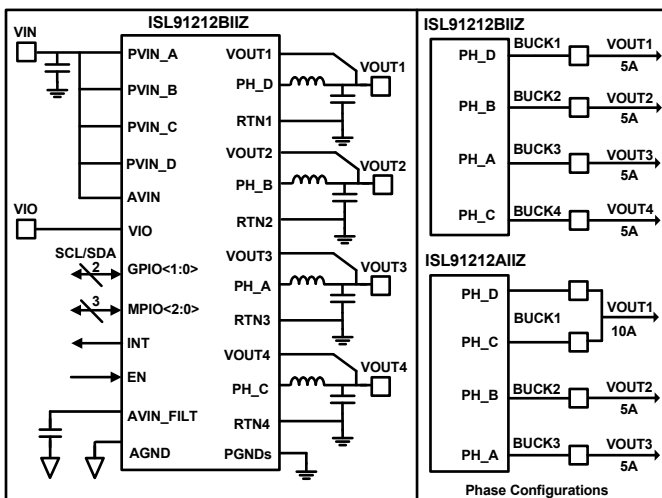 ISL91212BIIZ
VIN
PVIN_A
PVIN_B
PVIN_C
PVIN_D
AVIN
VIO
VIO
SCL/SDA
2
GPIO<1:0>
3
MPIO<2:0>
INT
EN
AVIN_FILT
AGND
VOUT1
PH_D
VOUT1
RTN1
VOUT2
PH_B
VOUT2
RTN2
VOUT3
PH_A
VOUT3
RTN3
VOUT4
PH_C
VOUT4
RTN4
PGNDs
ISL91212BIIZ
PH_D BUCK1 VOUT1
5A
PH_B BUCK2 VOUT2
5A
PH_A BUCK3 VOUT3
5A
PH_C BUCK4 VOUT4
5A
ISL91212AIIZ
PH_D
BUCK1 VOUT1
10A
PH_C
PH_B BUCK2 VOUT2
5A
PH_A BUCK3 VOUT3
5A
Phase Configurations